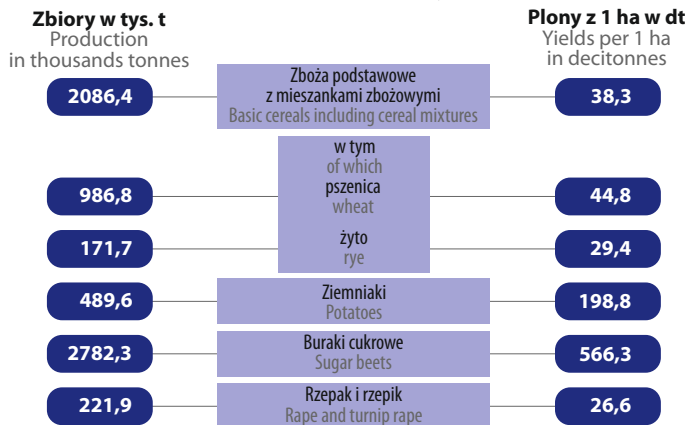 Zbiory w tys. t
Production
in thousands tonnes
Plony z 1 ha w dt
Yields per 1 ha
in decitonnes
2086,4
Zboża podstawowe
z mieszankami zbożowymi
Basic cereals including cereal mixtures
38,3
w tym
of which
986,8
pszenica
wheat
44,8
171,7
żyto
rye
29,4
489,6
Ziemniaki
Potatoes
198,8
2782,3
Buraki cukrowe
Sugar beets
566,3
221,9
Rzepak i rzepik
Rape and turnip rape
26,6